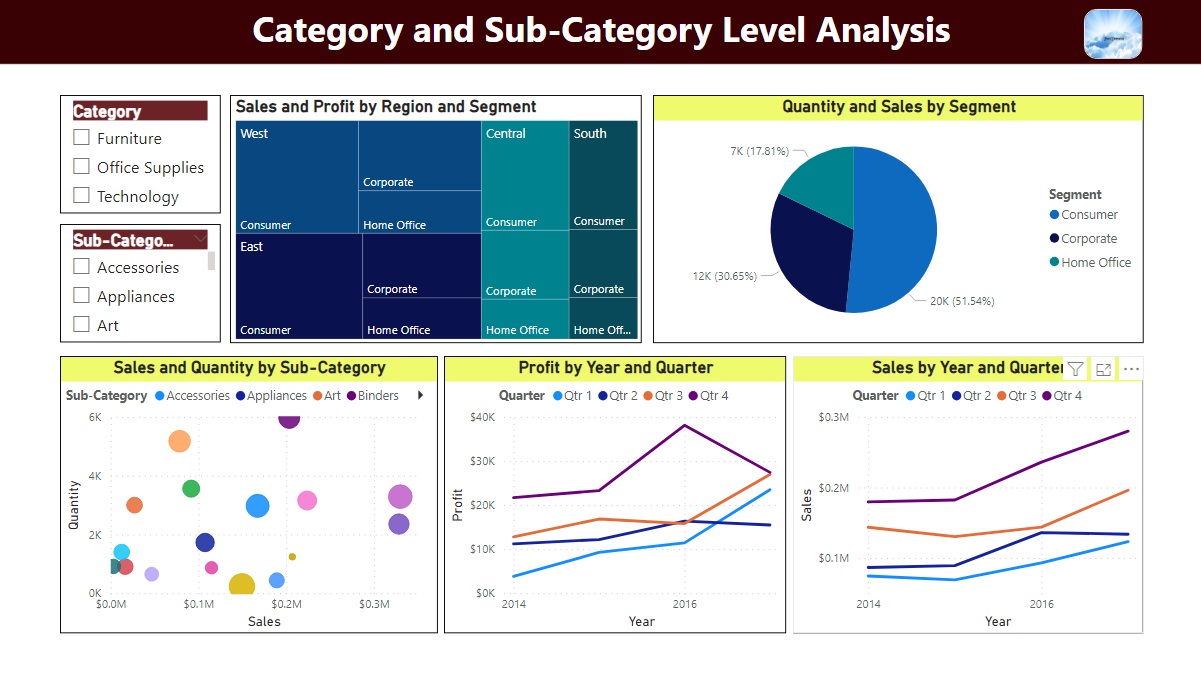 Category and Sub-Category Level Analysis
Category
Furniture
Office Supplies
Technology
Sub-Catego...
Accessories
Appliances
Art
Sales and Profit by Region and Segment
West
Consumer
Corporate
Home Office
East
Consumer
Corporate
Home Office
Central
Consumer
Corporate
Home Office
South
Consumer
Corporate
Home Off...
Quantity and Sales by Segment
7K (17.81%)
12K (30.65%)
20K (51.54%)
Segment
Consumer
Corporate
Home Office
Sales and Quantity by Sub-Category
Sub-Category Accessories Appliances Art Binders
6K
4K
2K
0K
Quantity
$0.0M $0.1M $0.2M $0.3M
Sales
Profit by Year and Quarter
Quarter Qtr 1 Qtr 2 Qtr 3 Qtr 4
$40K
$30K
$20K
$10K
$0K
Profit
2014 2016
Year
Sales by Year and Quarter
Quarter Qtr 1 Qtr 2 Qtr 3 Qtr 4
$0.3M
$0.2M
$0.1M
Sales
2014 2016
Year